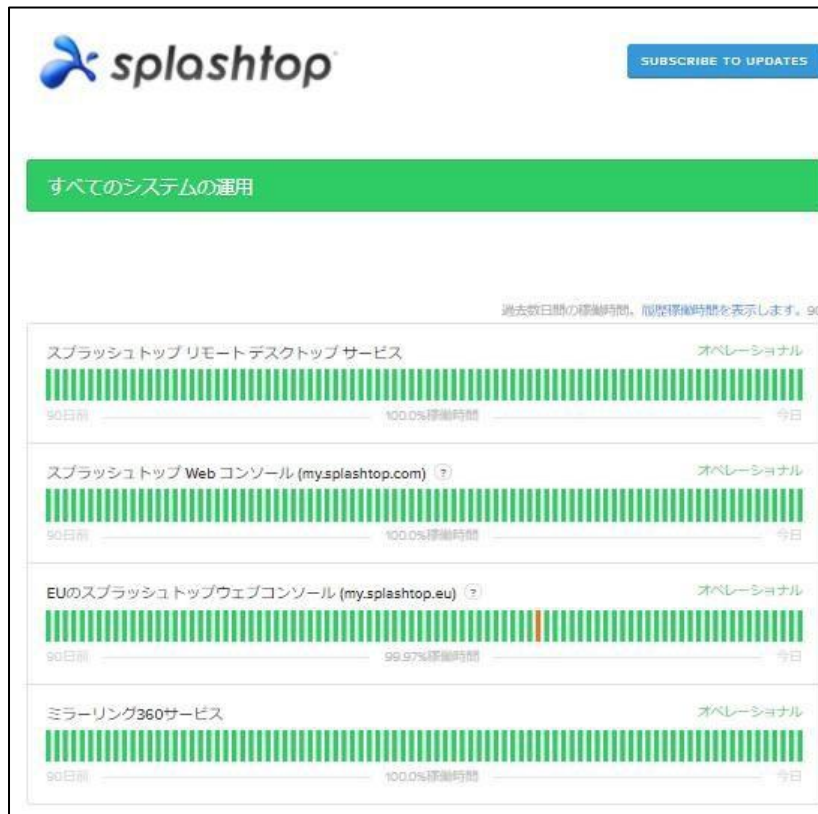 splashtop
SUBSCRIBE TO UPDATES
すべてのシステムの運用
過去数日間の稼働時間。履歴稼働時間を表示します。90
スプラッシュトップ リモート デスクトップ サービス オペレーショナル
90日前 100.0%稼働時間 今日
スプラッシュトップ Web コンソール (my.splashtop.com) ? オペレーショナル
90日前 100.0%稼働時間 今日
EUのスプラッシュトップウェブコンソール (my.splashtop.eu) ? オペレーショナル
90日前 99.97%稼働時間 今日
ミラーリング360サービス オペレーショナル
90日前 100.0%稼働時間 今日